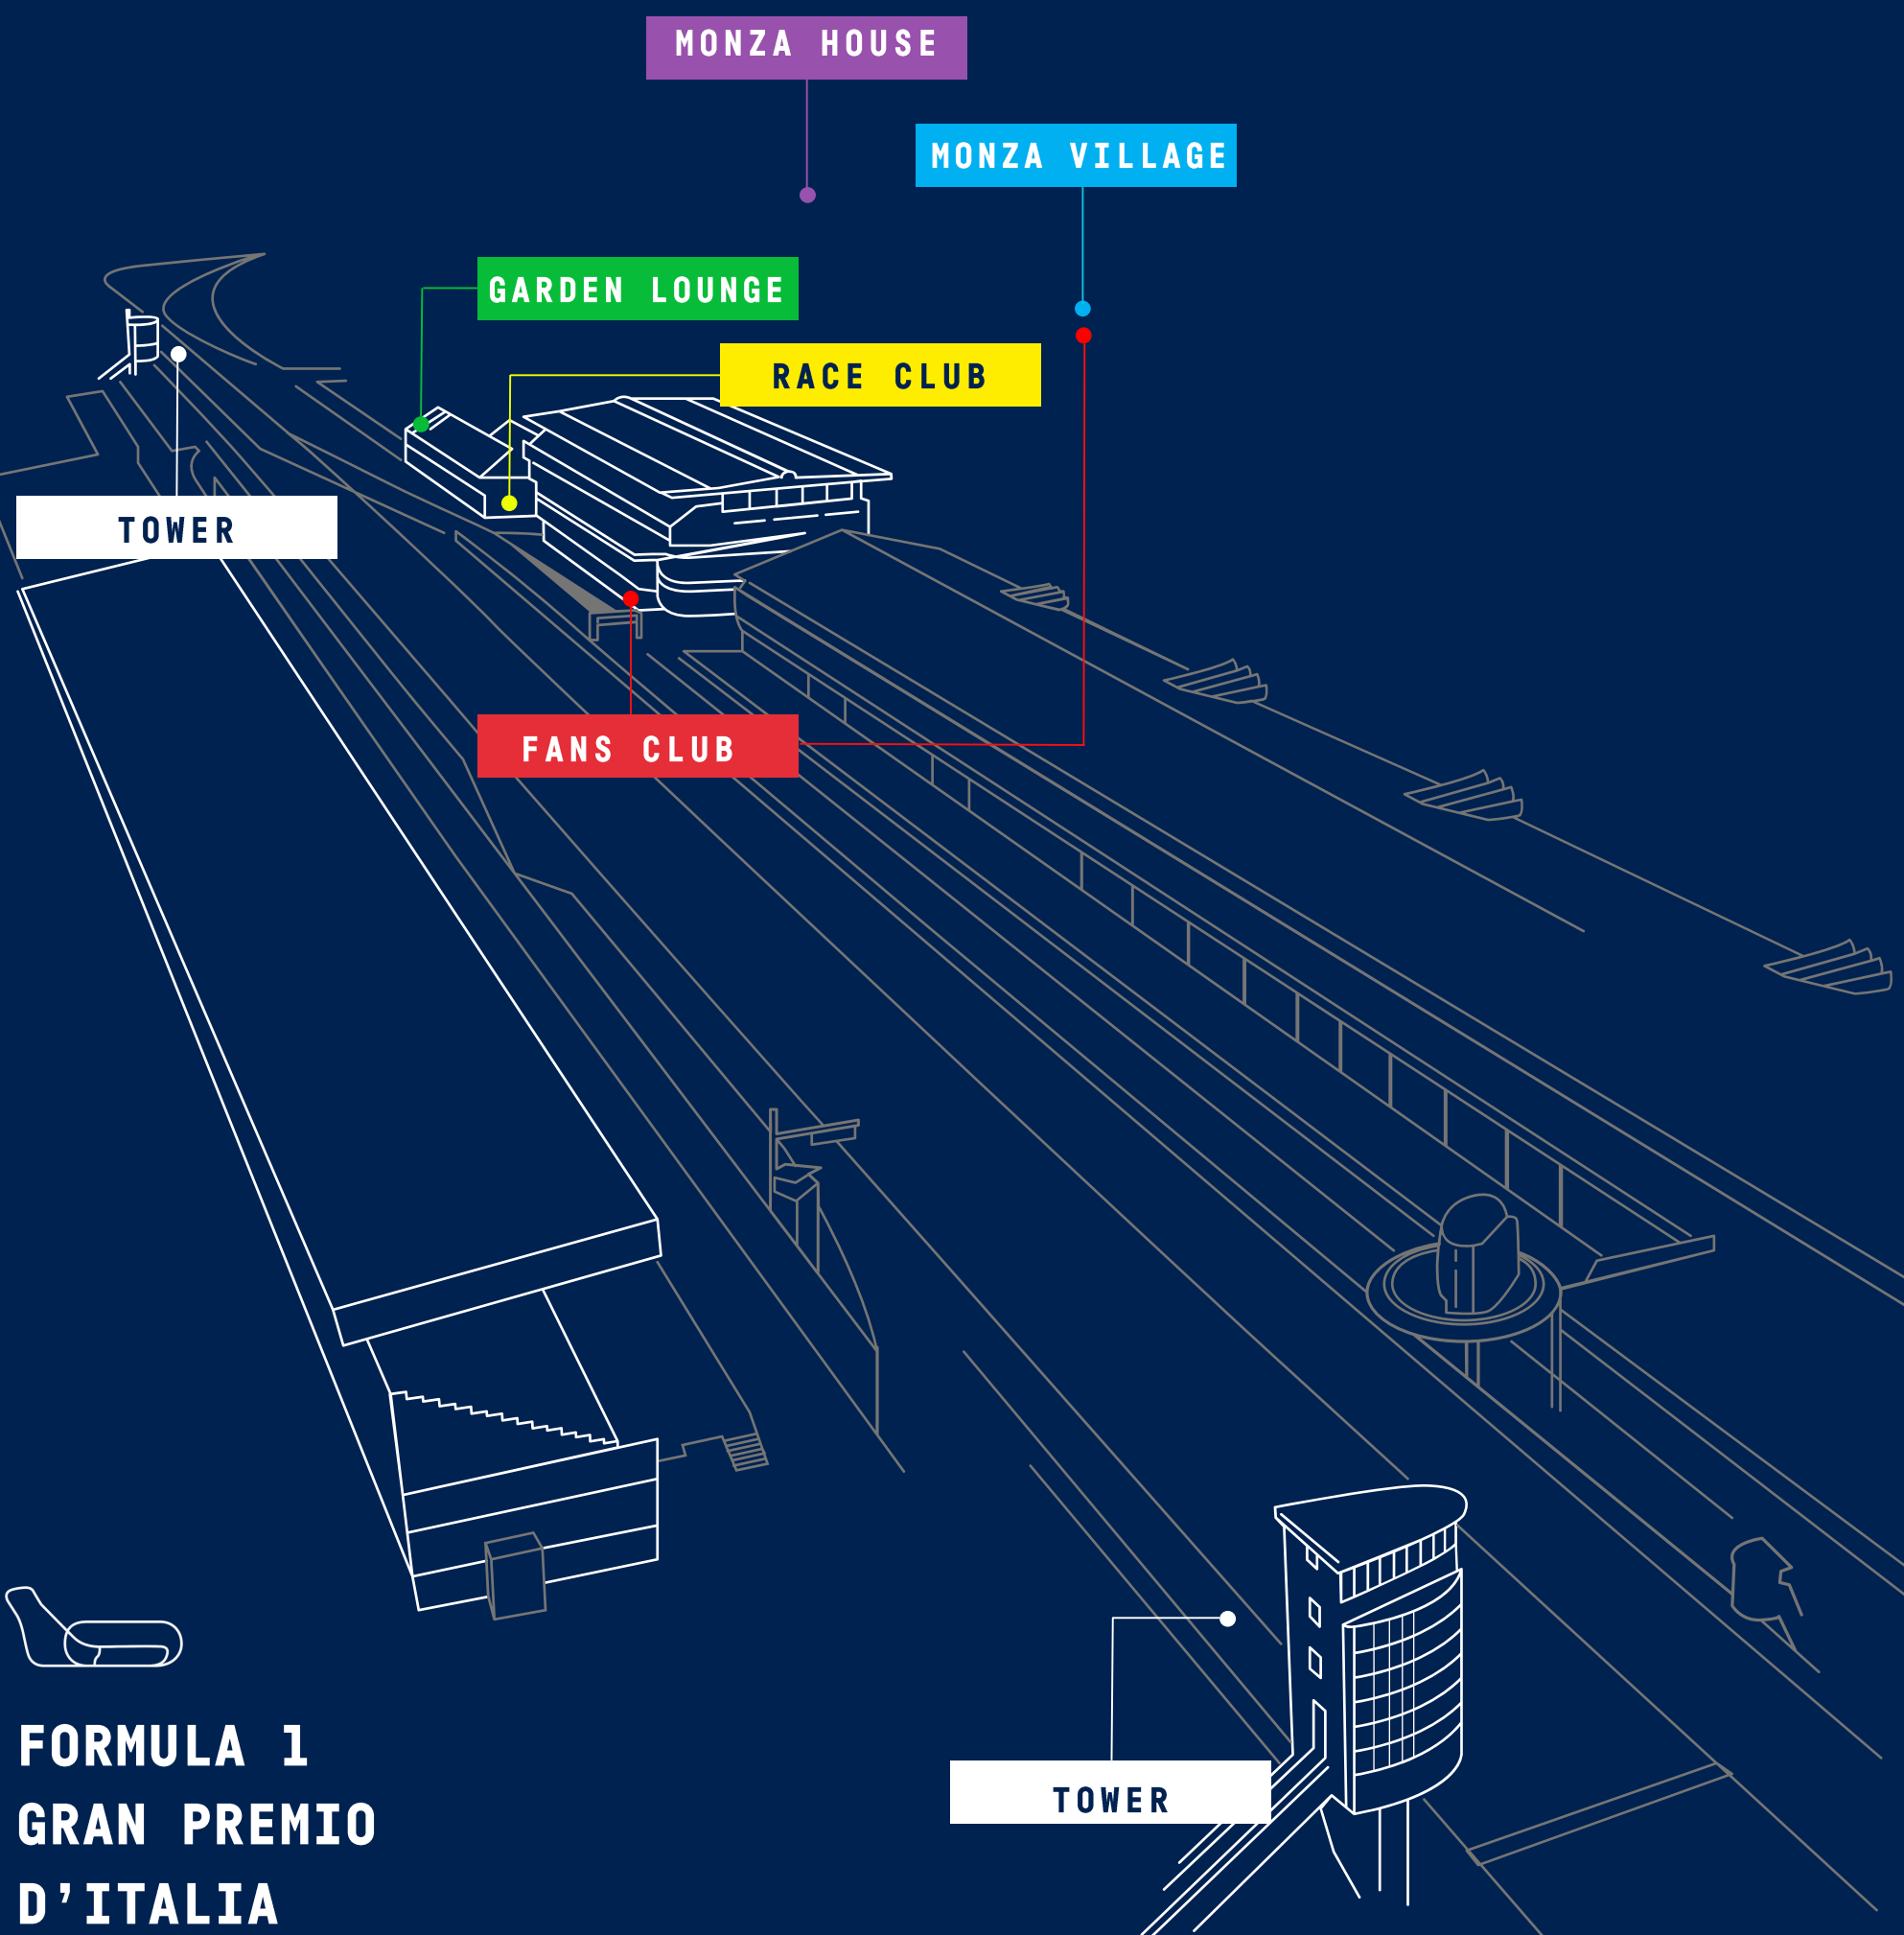 MONZA HOUSE
MONZA VILLAGE
GARDEN LOUNGE
RACE CLUB
TOWER
FANS CLUB
TOWER
FORMULA 1
GRAN PREMIO
D’ITALIA